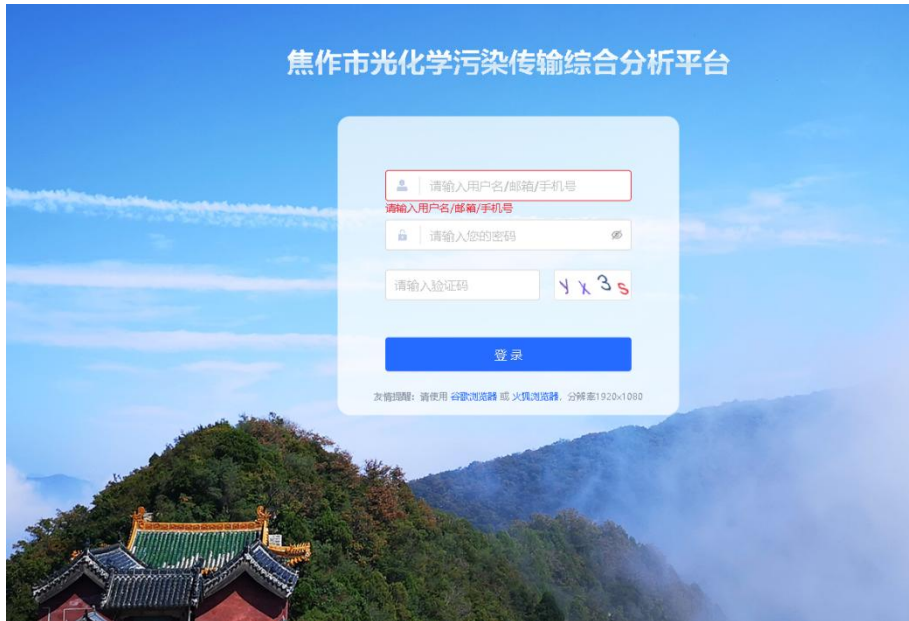 焦作市光化学污染传输综合分析平台
请输入用户名/邮箱/手机号
请输入用户名/邮箱/手机号
请输入您的密码
请输入验证码
y x 3 s
登录
友情提醒: 请使用 谷歌浏览器 或 火狐浏览器, 分辨率1920×1080